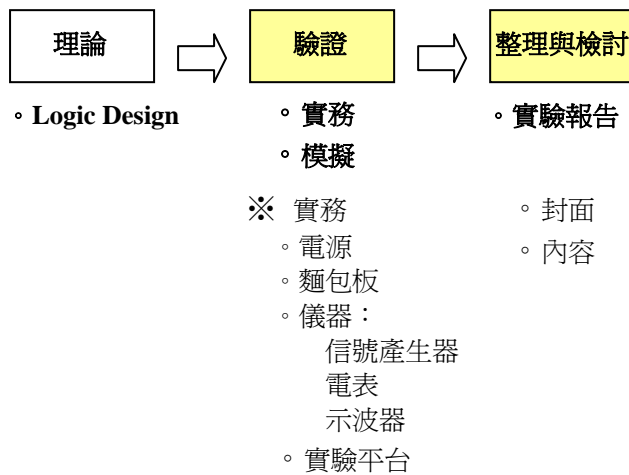 理論
驗證
整理與檢討
。Logic Design
。實務
。模擬
。實驗報告
※ 實務
。電源
。麵包板
。儀器：
信號產生器
電表
示波器
。實驗平台
。封面
。內容